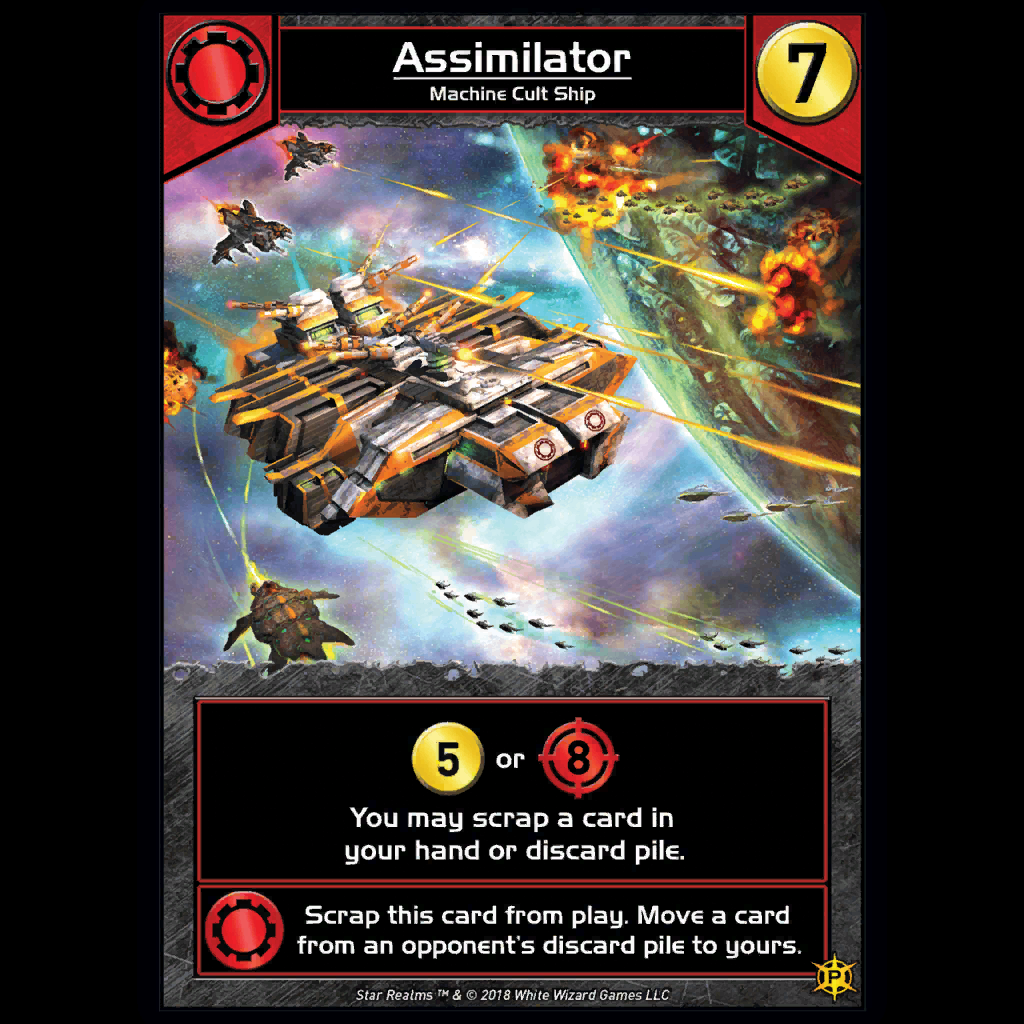 Assimilator
7
Machine Cult Ship
5 or 8
You may scrap a card in
your hand or discard pile.
Scrap this card from play. Move a card
from an opponent's discard pile to yours.
P
Star Realms ™ & © 2018 White Wizard Games LLC